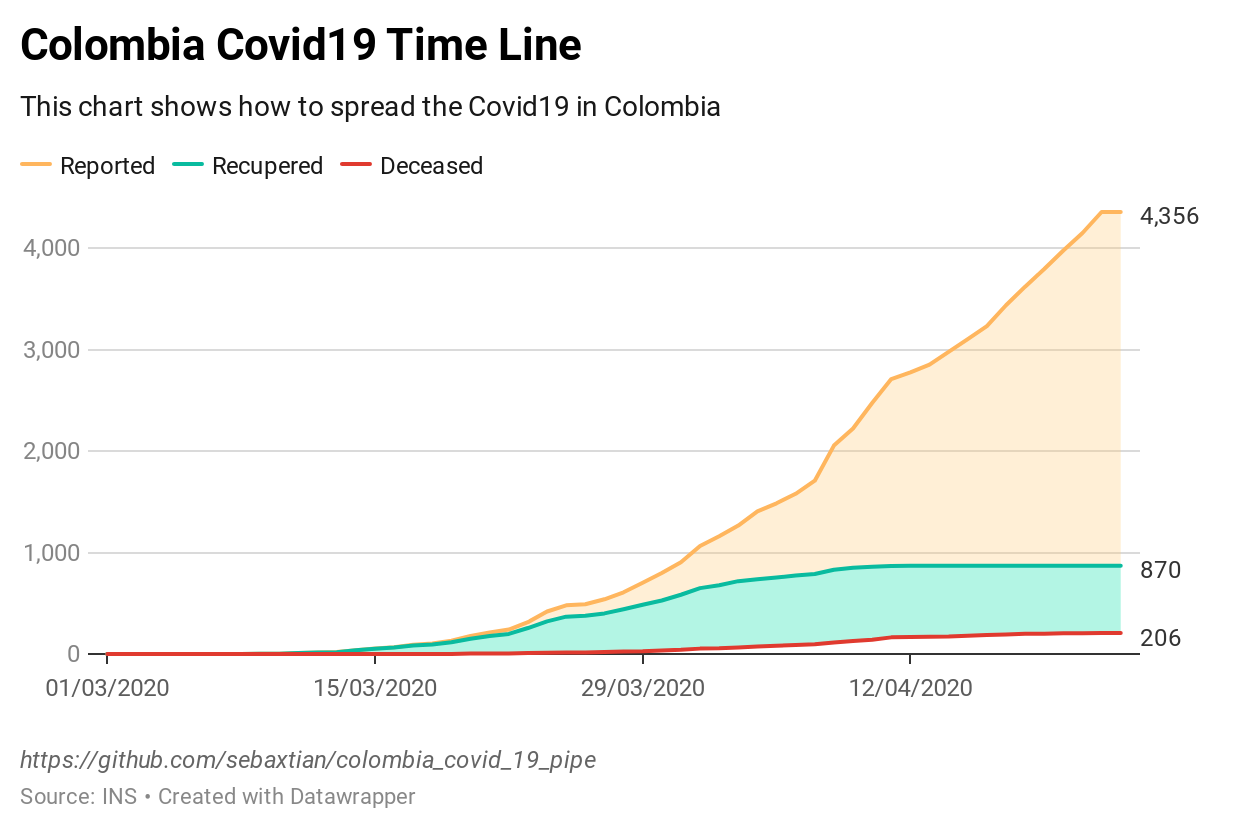 Colombia Covid19 Time Line
This chart shows how to spread the Covid19 in Colombia
Reported Recupered Deceased
4,356
4,000
3,000
2,000
1,000
870
206
0
01/03/2020 15/03/2020 29/03/2020 12/04/2020
https://github.com/sebaxtian/colombia_covid_19_pipe
Source: INS • Created with Datawrapper